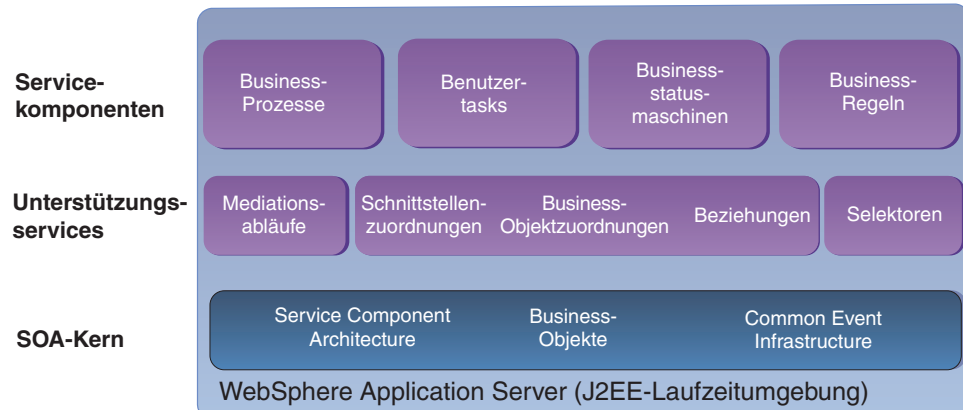 Service-
komponenten
Business-
Prozesse
Benutzer-
tasks
Business-
status-
maschinen
Business-
Regeln
Unterstützungs-
services
Mediations-
abläufe
Schnittstellen-
zuordnungen
Business-
Objektzuordnungen
Beziehungen
Selektoren
SOA-Kern
Service Component
Architecture
Business-
Objekte
Common Event
Infrastructure
WebSphere Application Server (J2EE-Laufzeitumgebung)